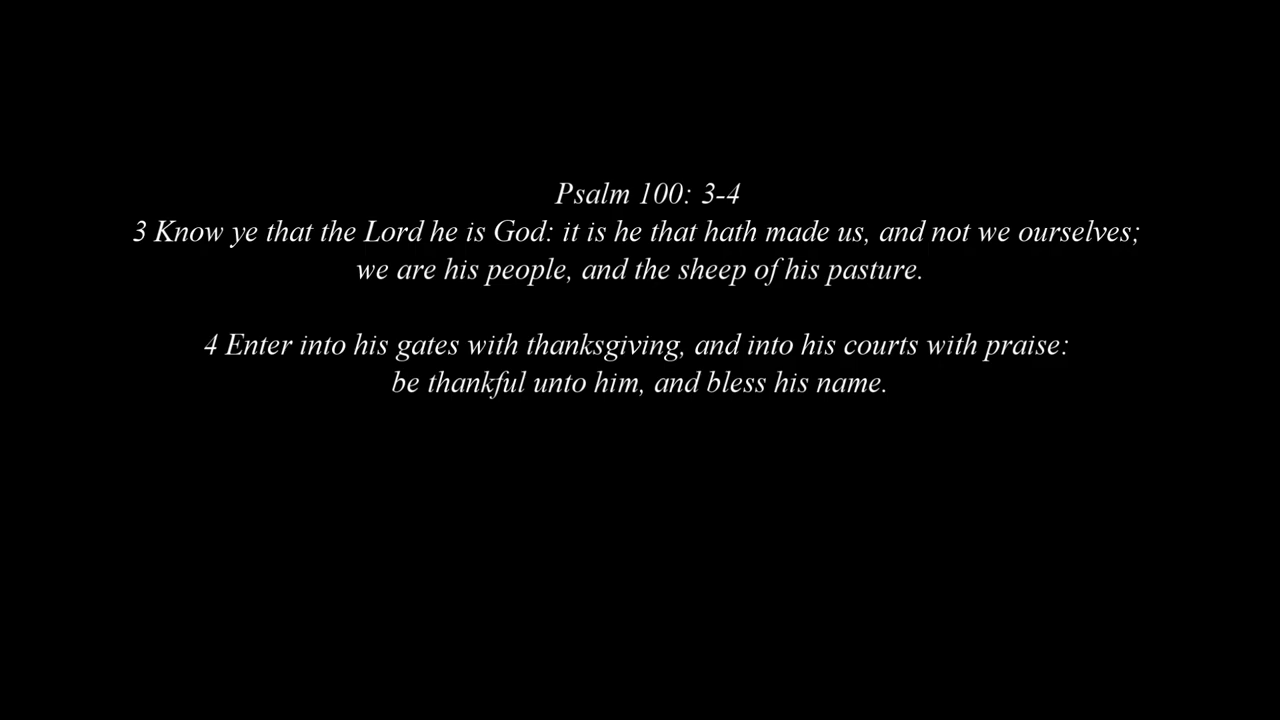 Psalm 100: 3-4
3 Know ye that the Lord he is God: it is he that hath made us, and not we ourselves;
we are his people, and the sheep of his pasture.
4 Enter into his gates with thanksgiving, and into his courts with praise:
be thankful unto him, and bless his name.